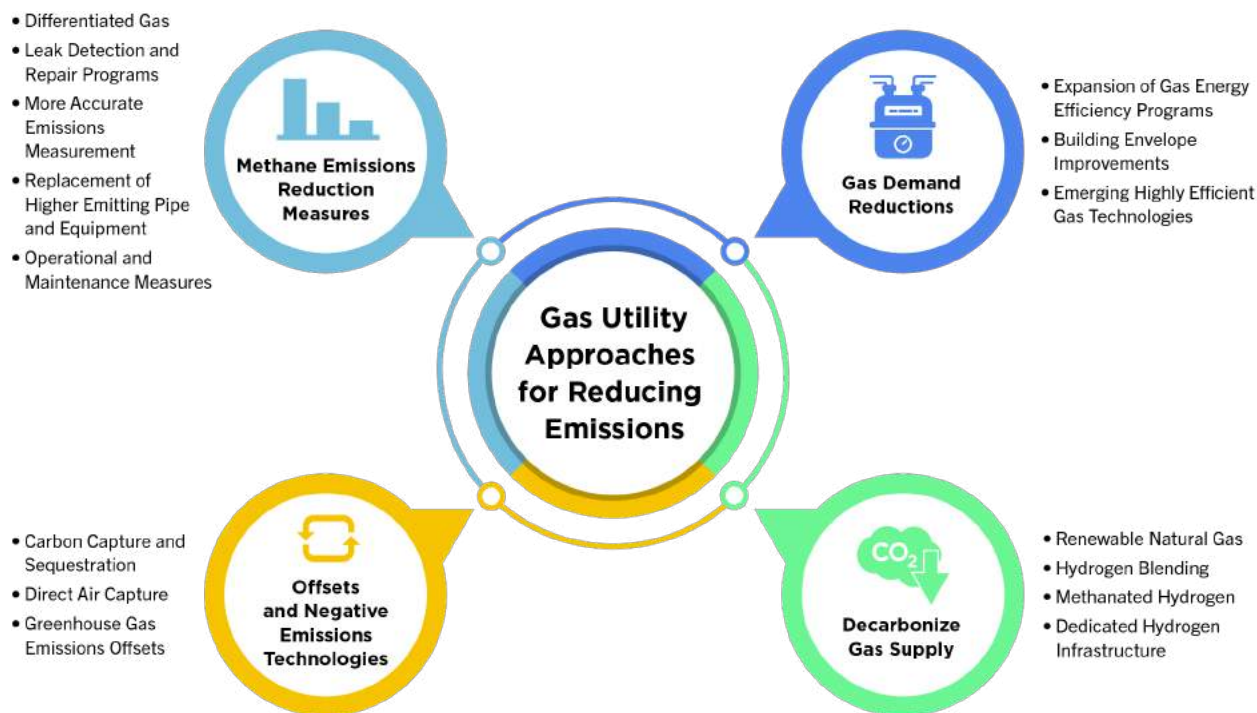 • Differentiated Gas
• Leak Detection and
Repair Programs
• More Accurate
Emissions
Measurement
• Replacement of
Higher Emitting Pipe
and Equipment
• Operational and
Maintenance Measures
Methane Emissions
Reduction
Measures
Gas Demand
Reductions
• Expansion of Gas Energy
Efficiency Programs
• Building Envelope
Improvements
• Emerging Highly Efficient
Gas Technologies
Gas Utility
Approaches
for Reducing
Emissions
• Carbon Capture and
Sequestration
• Direct Air Capture
• Greenhouse Gas
Emissions Offsets
Offsets
and Negative
Emissions
Technologies
CO2
Decarbonize
Gas Supply
• Renewable Natural Gas
• Hydrogen Blending
• Methanated Hydrogen
• Dedicated Hydrogen
Infrastructure